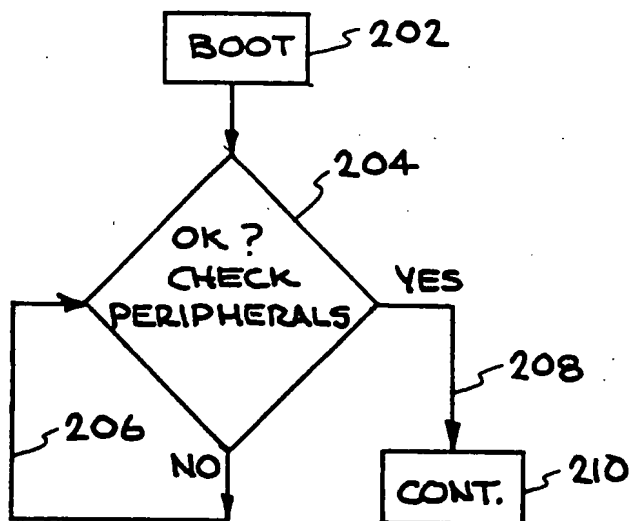 BOOT
202
204
OK ?
CHECK
PERIPHERALS
YES
208
206
NO
CONT.
210